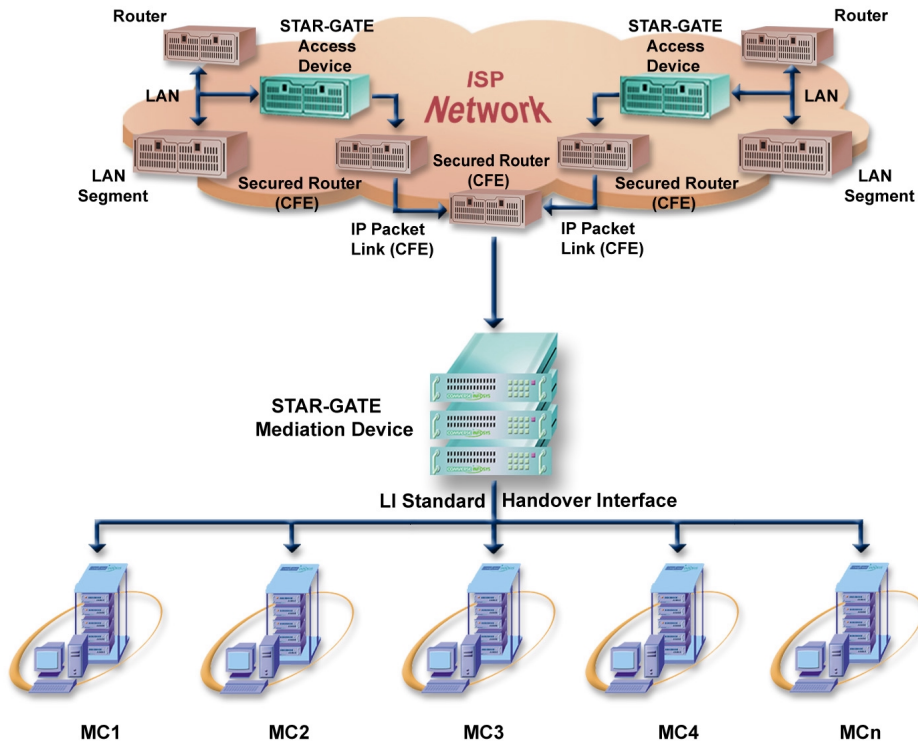 Router
STAR-GATE
Access
Device
STAR-GATE
Access
Device
Router
LAN
ISP
Network
LAN
LAN
Segment
Secured Router
(CFE)
Secured Router
(CFE)
Secured Router
(CFE)
LAN
Segment
IP Packet
Link (CFE)
IP Packet
Link (CFE)
STAR-GATE
Mediation Device
LI Standard
Handover Interface
MC1
MC2
MC3
MC4
MCn